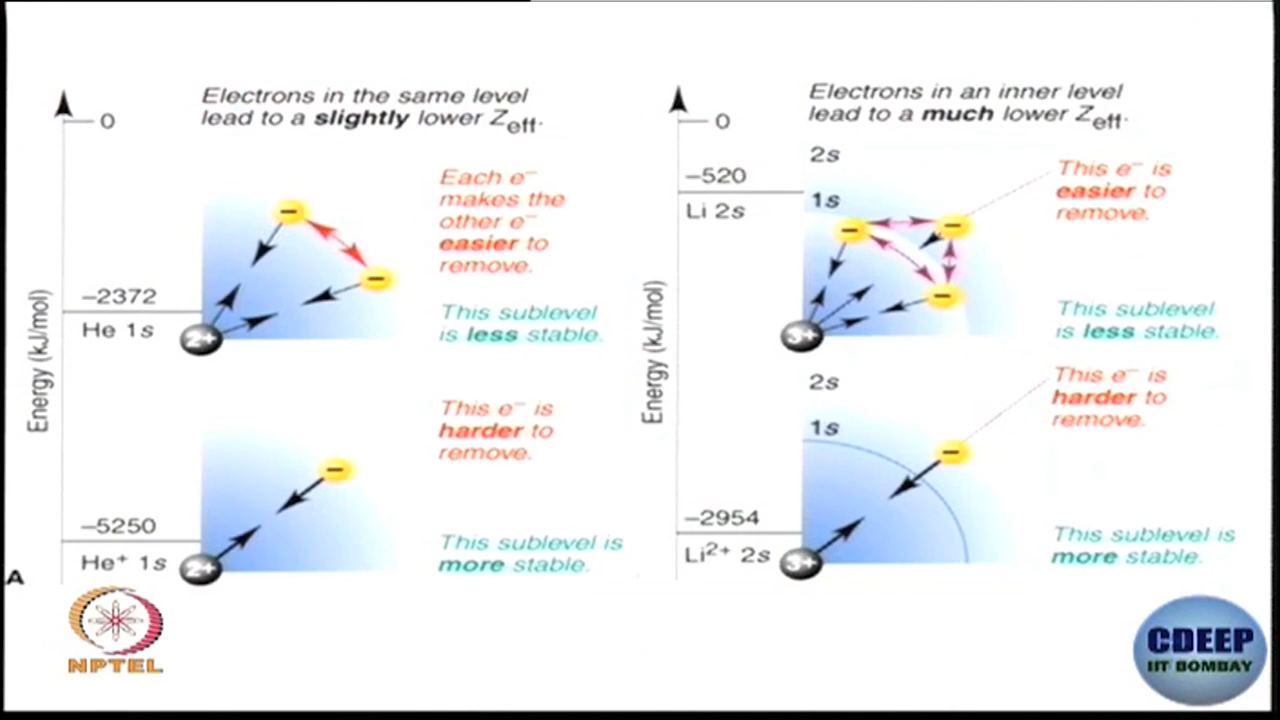 Electrons in the same level
lead to a slightly lower Zeff.
0
Each e–
makes the
other e–
easier to
remove.
–2372
He 1s
This sublevel
is less stable.
Energy (kJ/mol)
–
–
2+
This e– is
harder to
remove.
–5250
He+ 1s
This sublevel is
more stable.
–
2+
A
Electrons in an inner level
lead to a much lower Zeff.
0
2s
–520
1s
Li 2s
This e– is
easier to
remove.
–
–
–
3+
This sublevel
is less stable.
Energy (kJ/mol)
2s
1s
This e– is
harder to
remove.
–
–2954
Li2+ 2s
3+
This sublevel is
more stable.
NPTEL
CDEEP
IIT BOMBAY